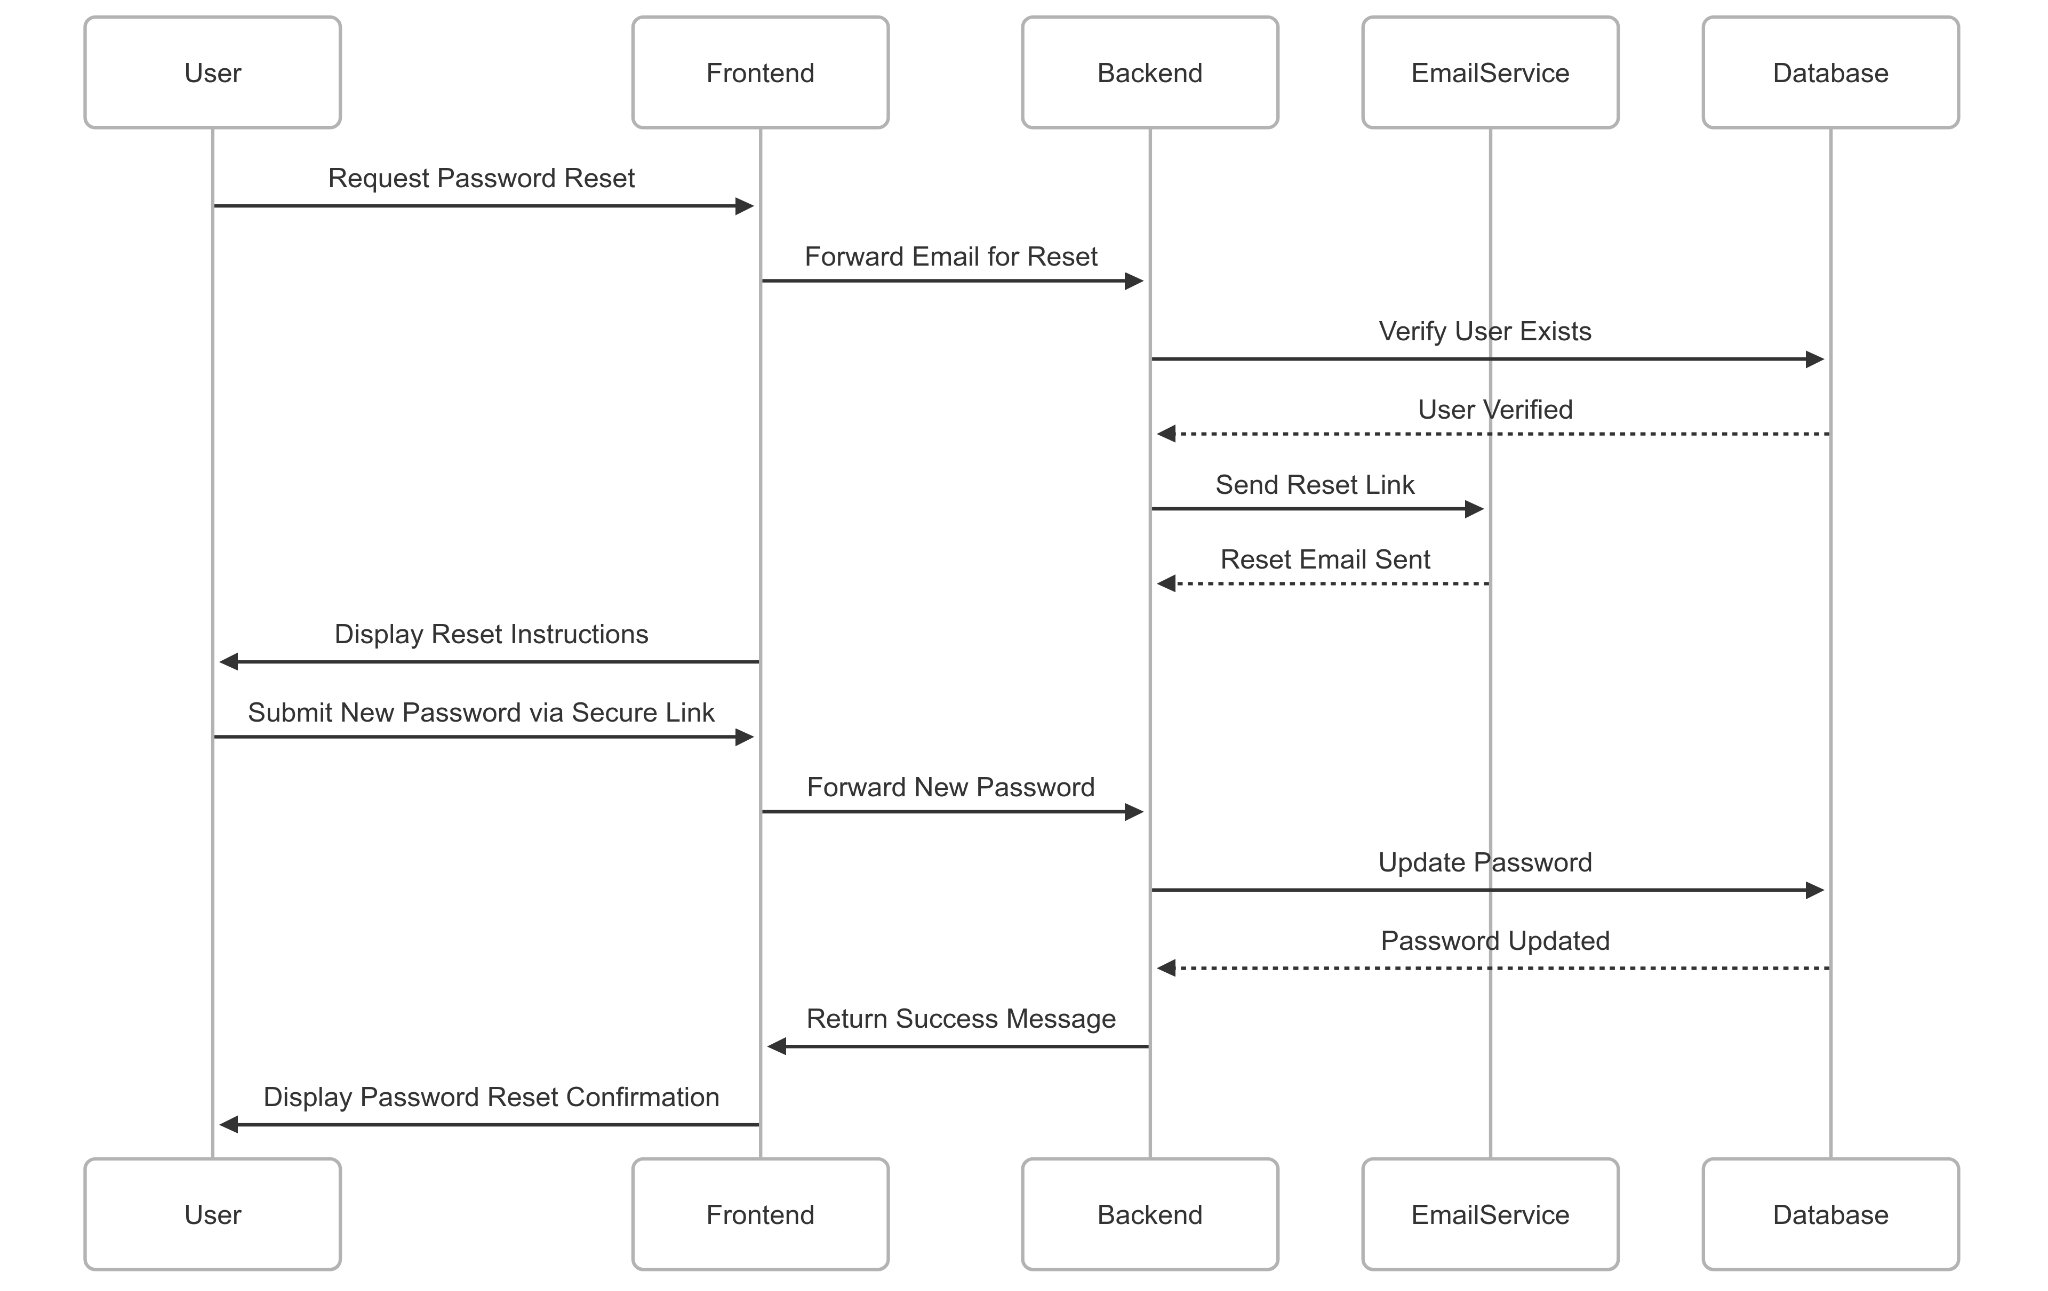 User
Frontend
Backend
EmailService
Database
Request Password Reset
Forward Email for Reset
Verify User Exists
User Verified
Send Reset Link
Reset Email Sent
Display Reset Instructions
Submit New Password via Secure Link
Forward New Password
Update Password
Password Updated
Return Success Message
Display Password Reset Confirmation
User
Frontend
Backend
EmailService
Database